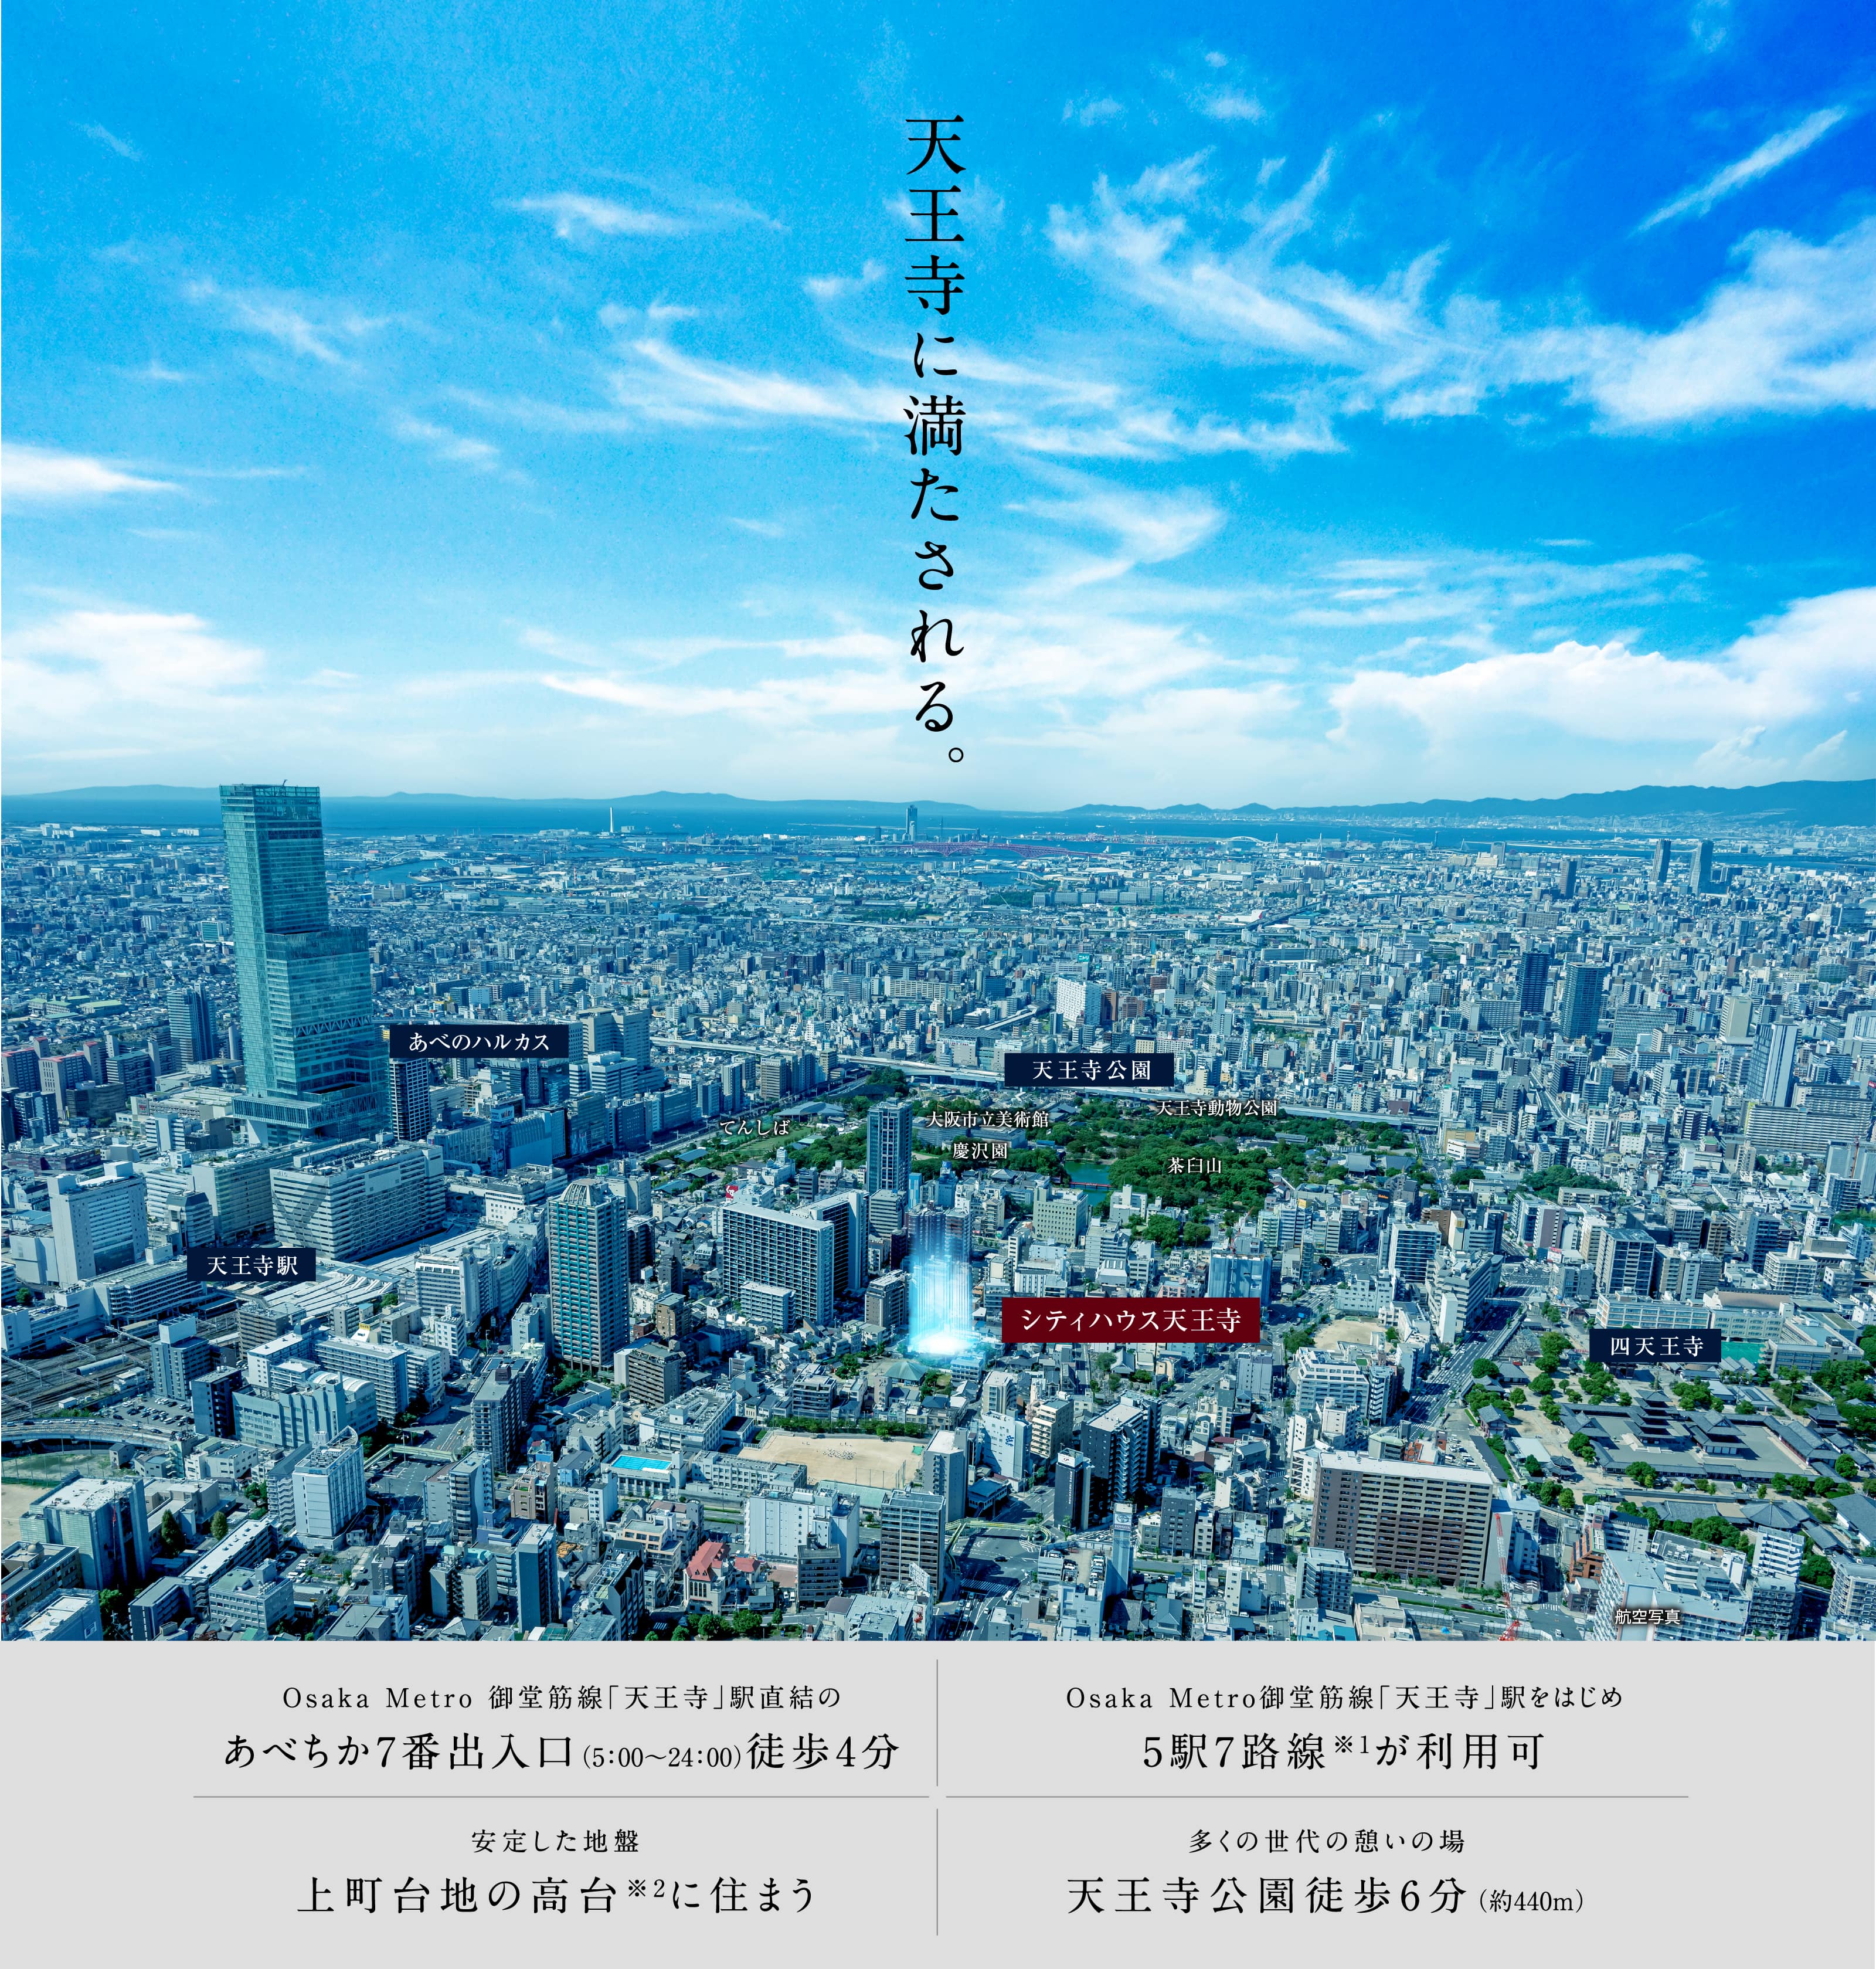 天王寺に満たされる。
あべのハルカス
天王寺公園
天王寺動物公園
大阪市立美術館
てんしば
慶沢園
茶臼山
天王寺駅
シティハウス天王寺
四天王寺
航空写真
Osaka Metro 御堂筋線「天王寺」駅直結の
あべちか7番出入口(5:00〜24:00)徒歩4分
Osaka Metro御堂筋線「天王寺」駅をはじめ
5駅7路線※1が利用可
安定した地盤
上町台地の高台※2に住まう
多くの世代の憩いの場
天王寺公園徒歩6分(約440m)